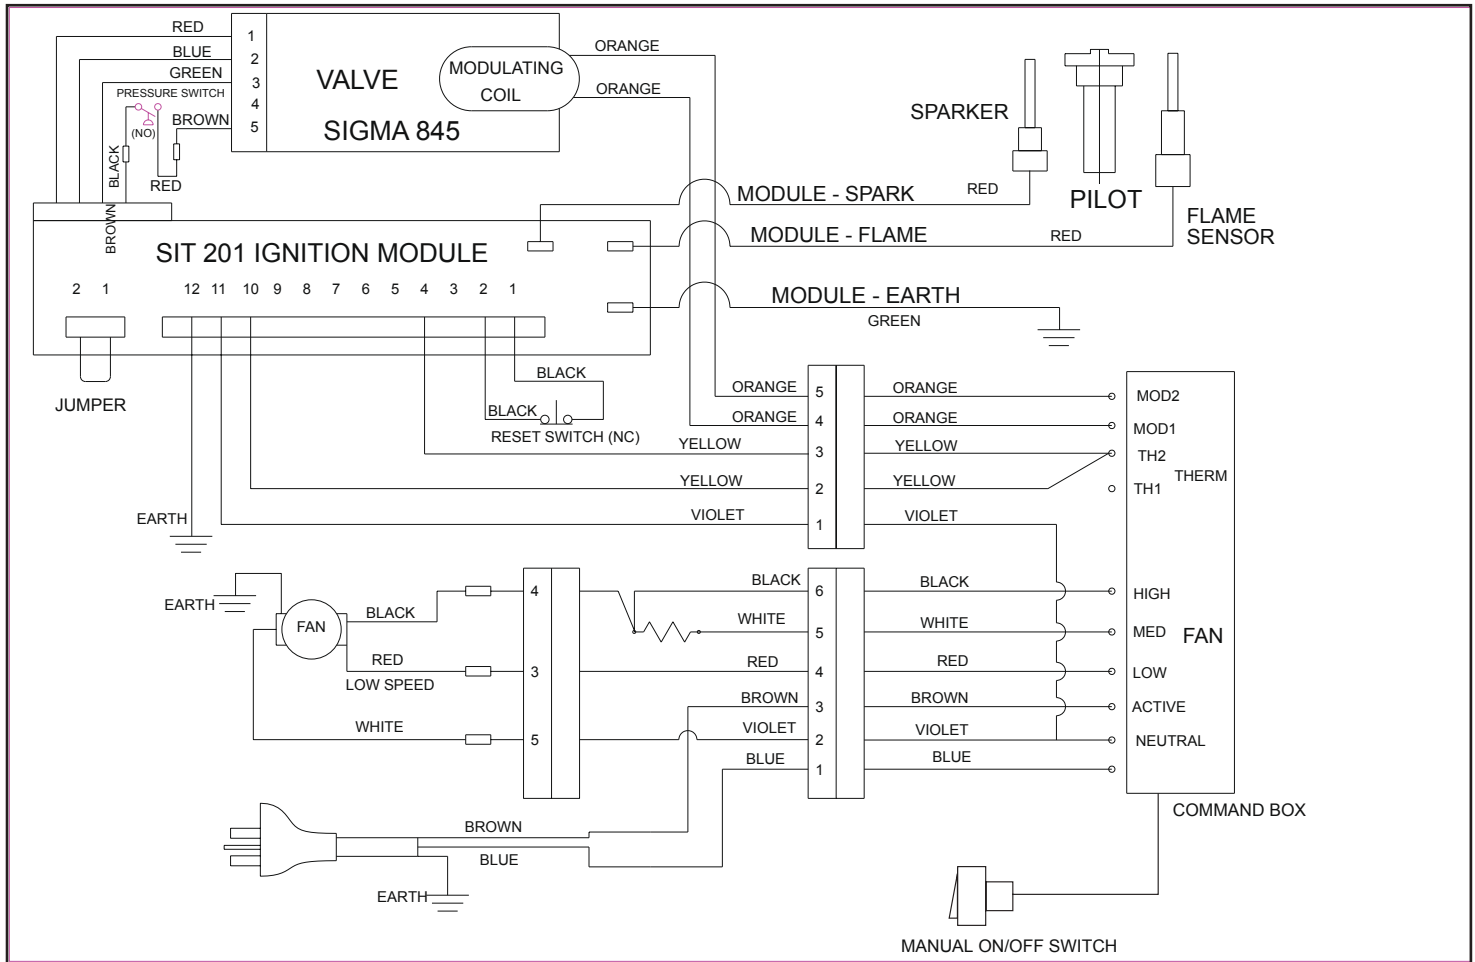 RED
BLUE
GREEN
PRESSURE SWITCH
(NO)
BROWN
BLACK
RED
BROWN
1
2
3
4
5
VALVE
SIGMA 845
MODULATING
COIL
ORANGE
ORANGE
SPARKER
PILOT
FLAME
SENSOR
MODULE - SPARK
RED
MODULE - FLAME
RED
MODULE - EARTH
GREEN
SIT 201 IGNITION MODULE
2 1
12 11 10 9 8 7 6 5 4 3 2 1
JUMPER
BLACK
BLACK
RESET SWITCH (NC)
EARTH
ORANGE 5 ORANGE MOD2
ORANGE 4 ORANGE MOD1
YELLOW 3 YELLOW TH2
THERM
YELLOW 2 YELLOW TH1
VIOLET 1 VIOLET
EARTH
FAN
BLACK 4
RED 3
LOW SPEED
WHITE 5
BLACK 6 BLACK HIGH
WHITE 5 WHITE MED
FAN
RED 4 RED LOW
BROWN 3 BROWN ACTIVE
VIOLET 2 VIOLET NEUTRAL
BLUE 1 BLUE
COMMAND BOX
BROWN
BLUE
EARTH
MANUAL ON/OFF SWITCH